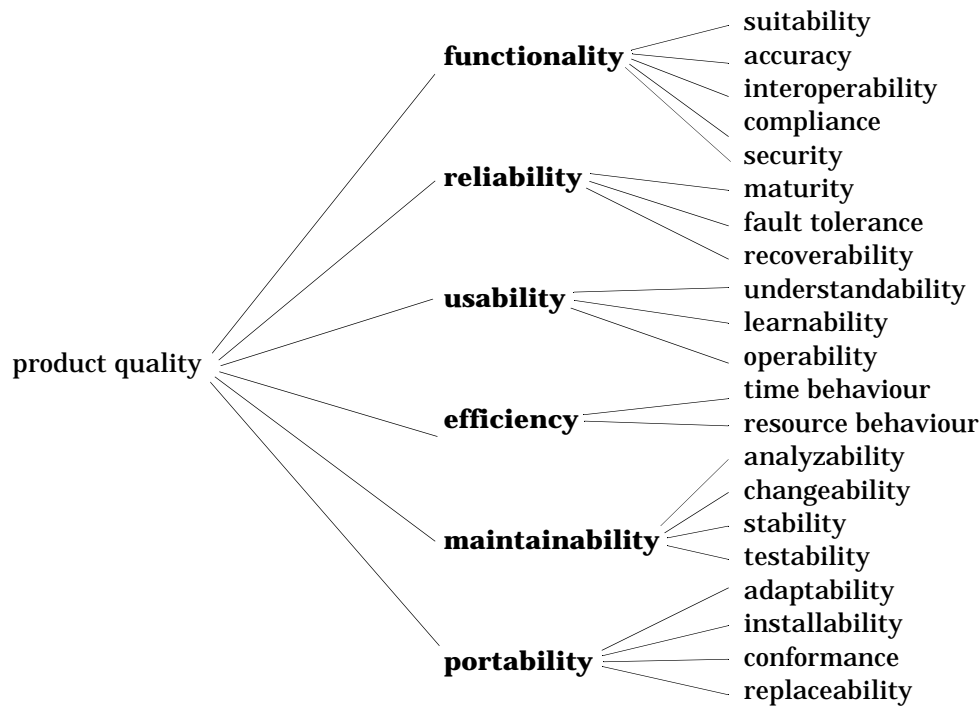 product quality
functionality
suitability
accuracy
interoperability
compliance
security
reliability
maturity
fault tolerance
recoverability
usability
understandability
learnability
operability
efficiency
time behaviour
resource behaviour
maintainability
analyzability
changeability
stability
testability
portability
adaptability
installability
conformance
replaceability